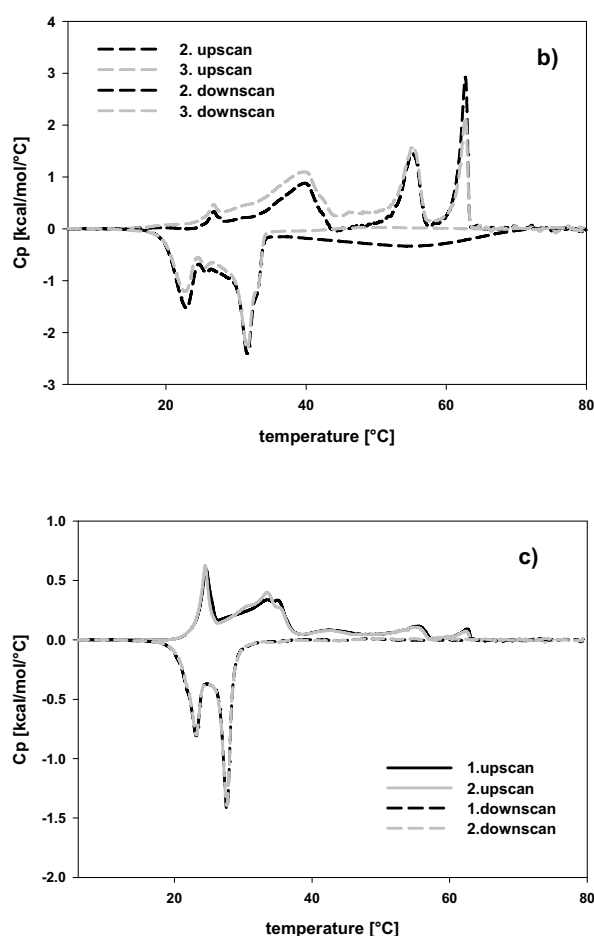 4
3
2
1
0
-1
-2
-3
Cp [kcal/mol/°C]
2. upscan
3. upscan
2. downscan
3. downscan
b)
20 40 60 80
temperature [°C]
1.0
0.5
0.0
-0.5
-1.0
-1.5
-2.0
Cp [kcal/mol/°C]
c)
1.upscan
2.upscan
1.downscan
2.downscan
20 40 60 80
temperature [°C]